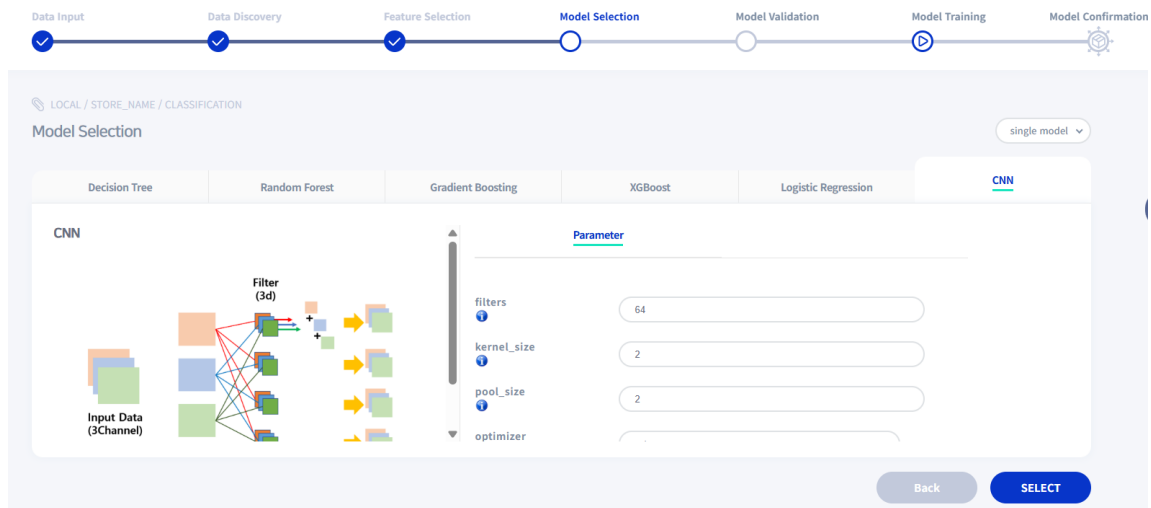 Data Input
Data Discovery
Feature Selection
Model Selection
Model Validation
Model Training
Model Confirmation
LOCAL / STORE_NAME / CLASSIFICATION
Model Selection
single model
Decision Tree
Random Forest
Gradient Boosting
XGBoost
Logistic Regression
CNN
CNN
Filter
(3d)
+
+
Input Data
(3Channel)
Parameter
filters
64
kernel_size
2
pool_size
2
optimizer
Back
SELECT